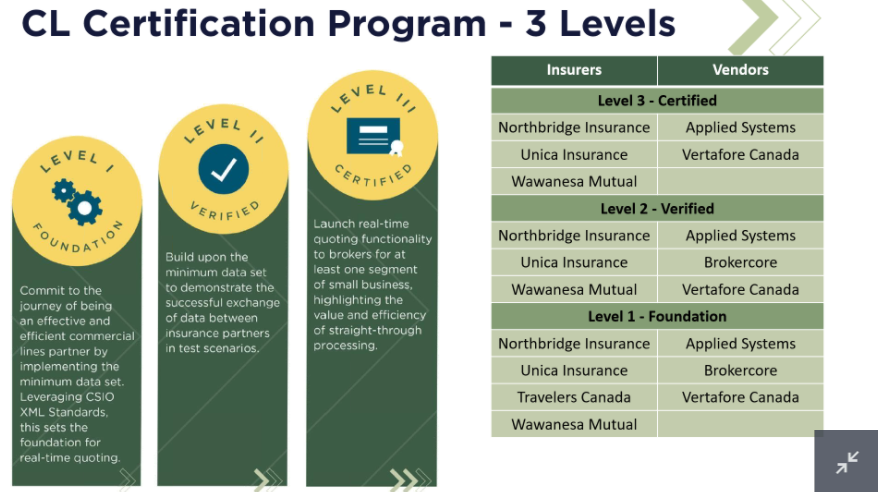 CL Certification Program - 3 Levels
LEVEL I
FOUNDATION
Commit to the
journey of being
an effective and
efficient commercial
lines partner by
implementing the
minimum data set.
Leveraging CSIO
XML Standards,
this sets the
foundation for
real-time quoting.
LEVEL II
VERIFIED
Build upon the
minimum data set
to demonstrate the
successful exchange
of data between
insurance partners
in test scenarios.
LEVEL III
CERTIFIED
Launch real-time
quoting functionality
to brokers for at
least one segment
of small business,
highlighting the
value and efficiency
of straight-through
processing.
Insurers Vendors
Level 3 - Certified
Northbridge Insurance Applied Systems
Unica Insurance Vertafore Canada
Wawanesa Mutual
Level 2 - Verified
Northbridge Insurance Applied Systems
Unica Insurance Brokercore
Wawanesa Mutual Vertafore Canada
Level 1 - Foundation
Northbridge Insurance Applied Systems
Unica Insurance Brokercore
Travelers Canada Vertafore Canada
Wawanesa Mutual